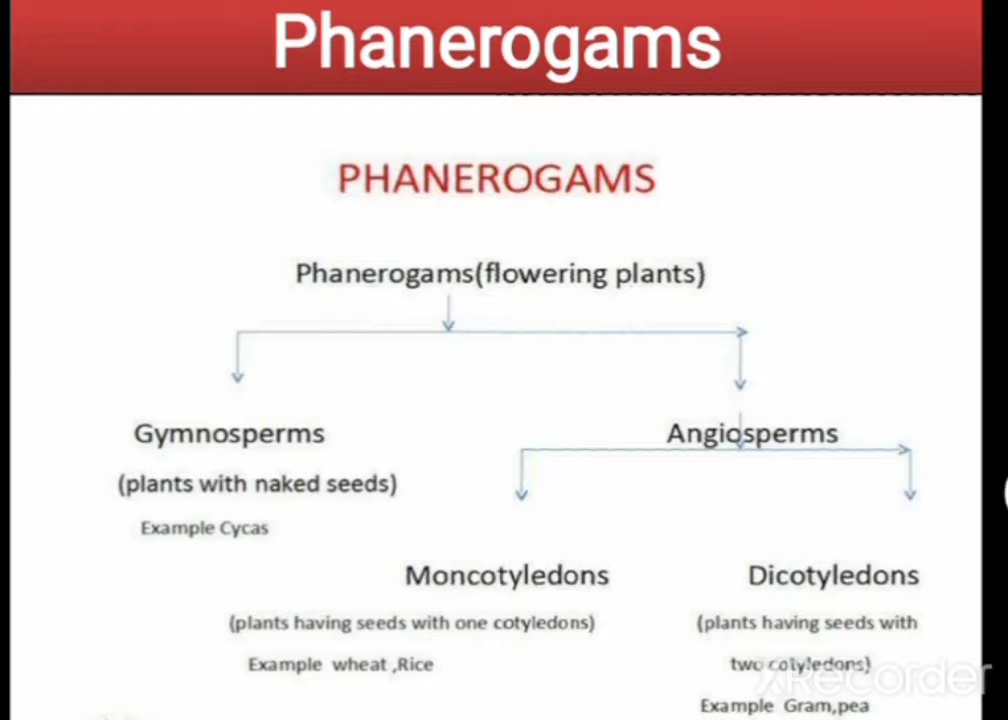 Phanerogams
PHANEROGAMS
Phanerogams(flowering plants)
Gymnosperms
Angiosperms
(plants with naked seeds)
Example Cycas
Moncotyledons
Dicotyledons
(plants having seeds with one cotyledons)
(plants having seeds with
two cotyledons)
Example wheat ,Rice
Example Gram,pea
XRecorder